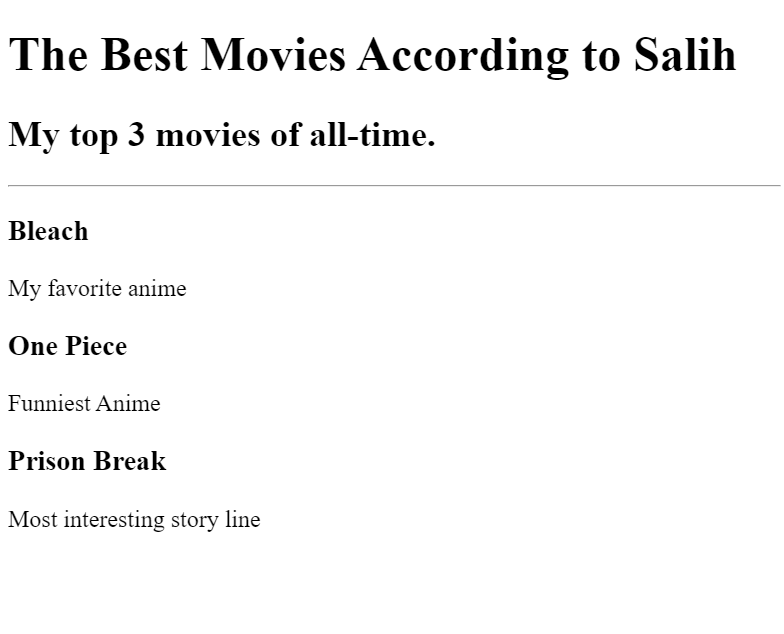 The Best Movies According to Salih
My top 3 movies of all-time.
Bleach
My favorite anime
One Piece
Funniest Anime
Prison Break
Most interesting story line